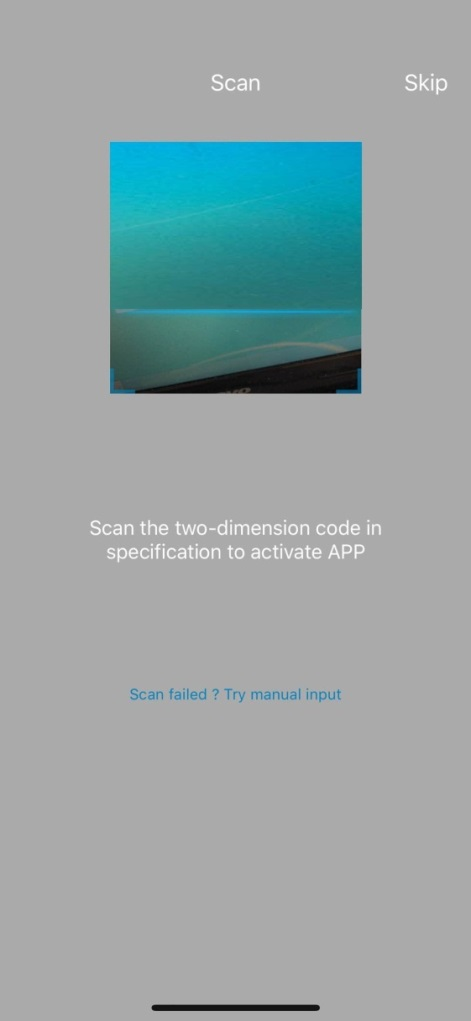 Scan
Skip
Scan the two-dimension code in
specification to activate APP
Scan failed ? Try manual input